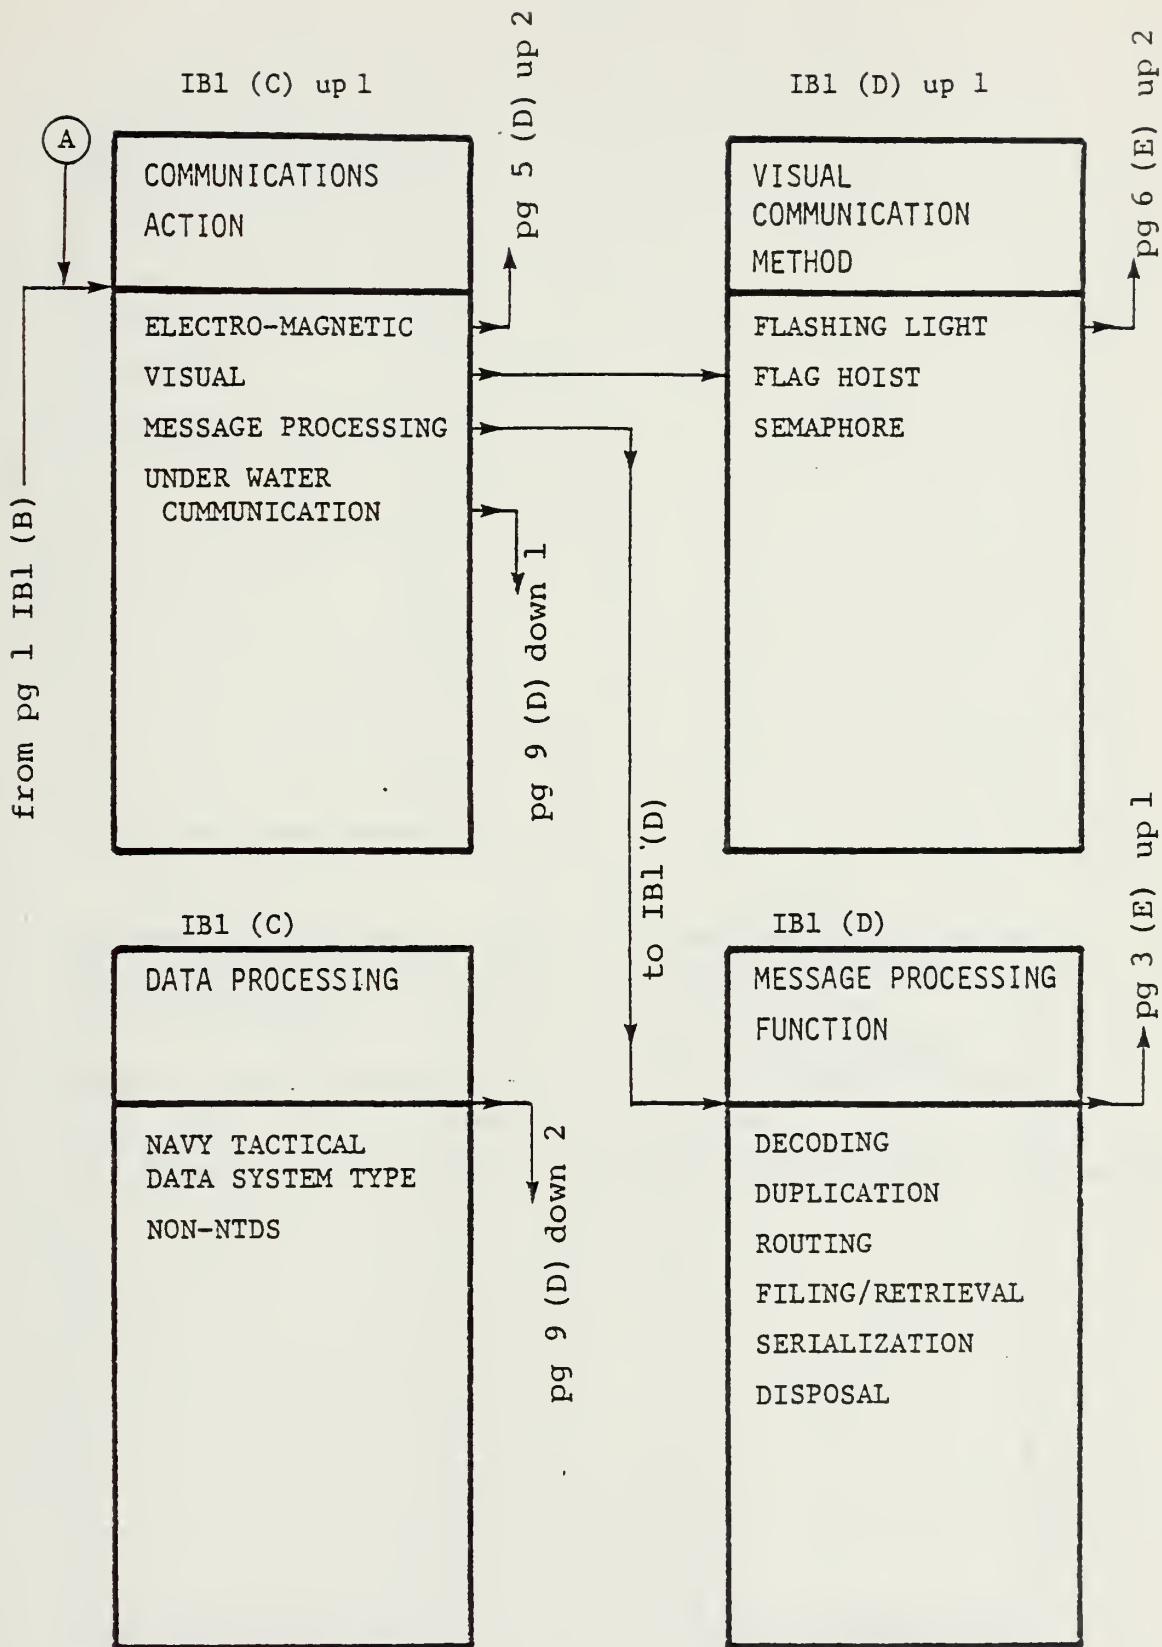 IB1 (C) up 1
A
COMMUNICATIONS
ACTION
ELECTRO-MAGNETIC
VISUAL
MESSAGE PROCESSING
UNDER WATER
CUMMUNICATION
from pg 1 IB1 (B)
pg 5 (D) up 2
pg 9 (D) down 1
IB1 (D) up 1
VISUAL
COMMUNICATION
METHOD
FLASHING LIGHT
FLAG HOIST
SEMAPHORE
pg 6 (E) up 2
to IB1 (D)
IB1 (C)
DATA PROCESSING
NAVY TACTICAL
DATA SYSTEM TYPE
NON-NTDS
pg 9 (D) down 2
IB1 (D)
MESSAGE PROCESSING
FUNCTION
DECODING
DUPLICATION
ROUTING
FILING/RETRIEVAL
SERIALIZATION
DISPOSAL
pg 3 (E) up 1